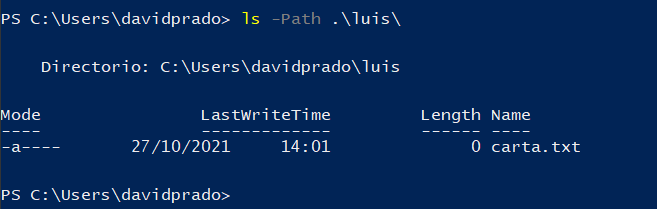 PS C:\Users\davidprado> ls -Path .\luis\
Directorio: C:\Users\davidprado\luis
Mode LastWriteTime Length Name
---- ------------- ------ ----
-a---- 27/10/2021 14:01 0 carta.txt
PS C:\Users\davidprado>